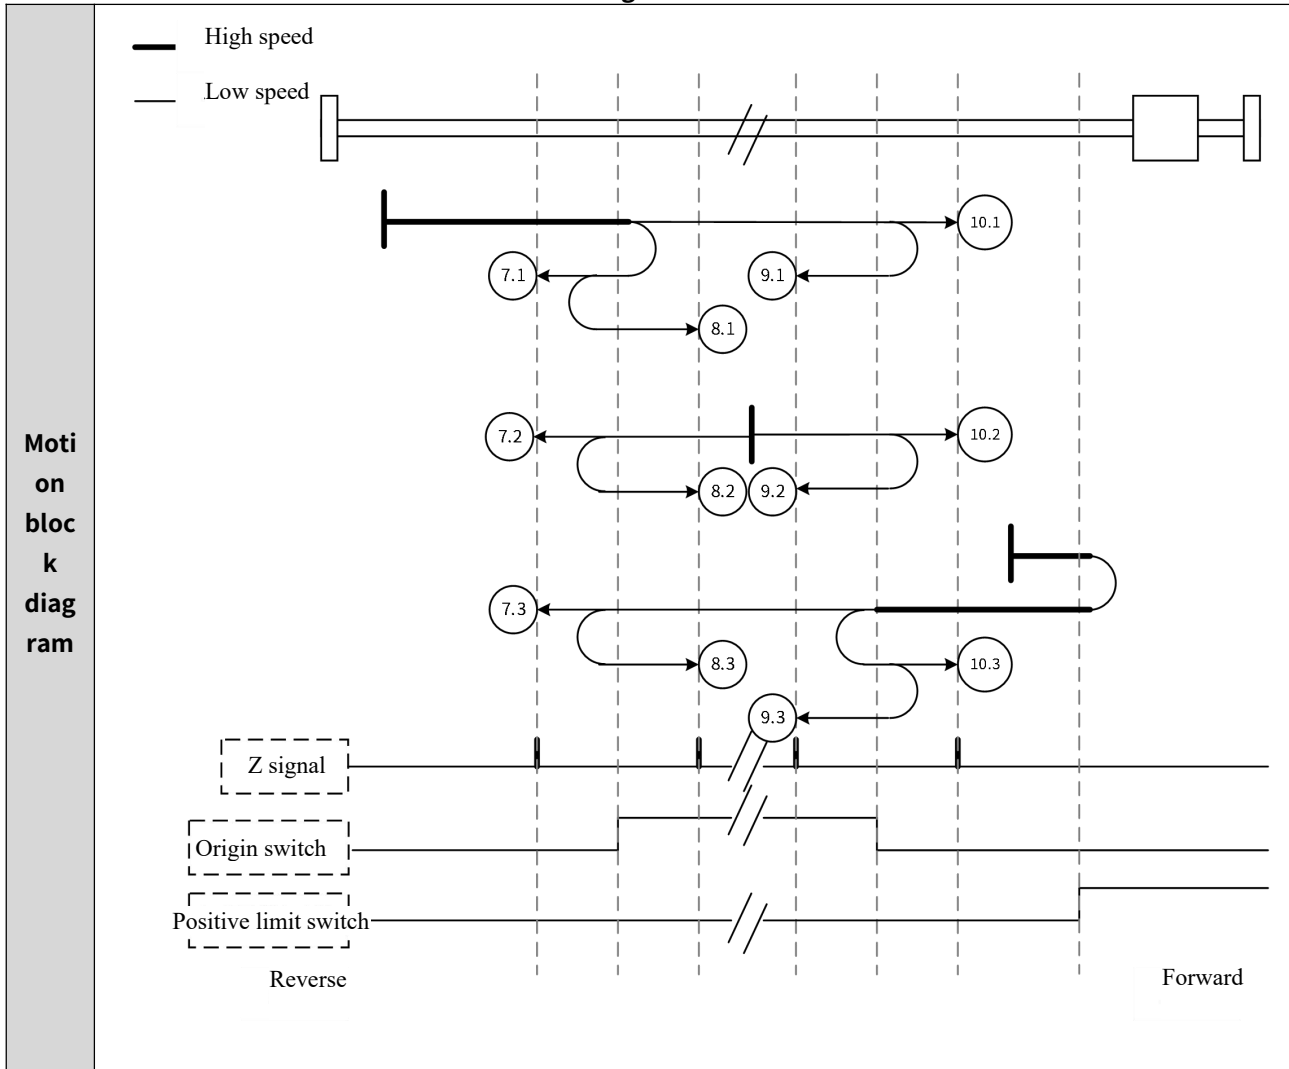 High speed
Low speed
10.1
7.1
9.1
8.1
Moti
on
bloc
k
diag
ram
7.2
10.2
8.2
9.2
7.3
8.3
10.3
9.3
Z signal
Origin switch
Positive limit switch
Reverse
Forward